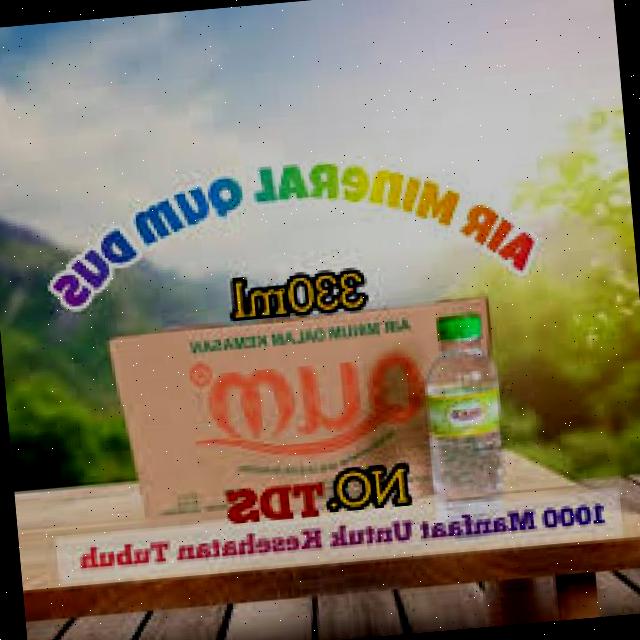 AIR MINERAL QUM DUS
330ml
AIR MINUM DALAM KEMASAN
Qum®
NO. TDS
1000 Manfaat Untuk Kesehatan Tubuh